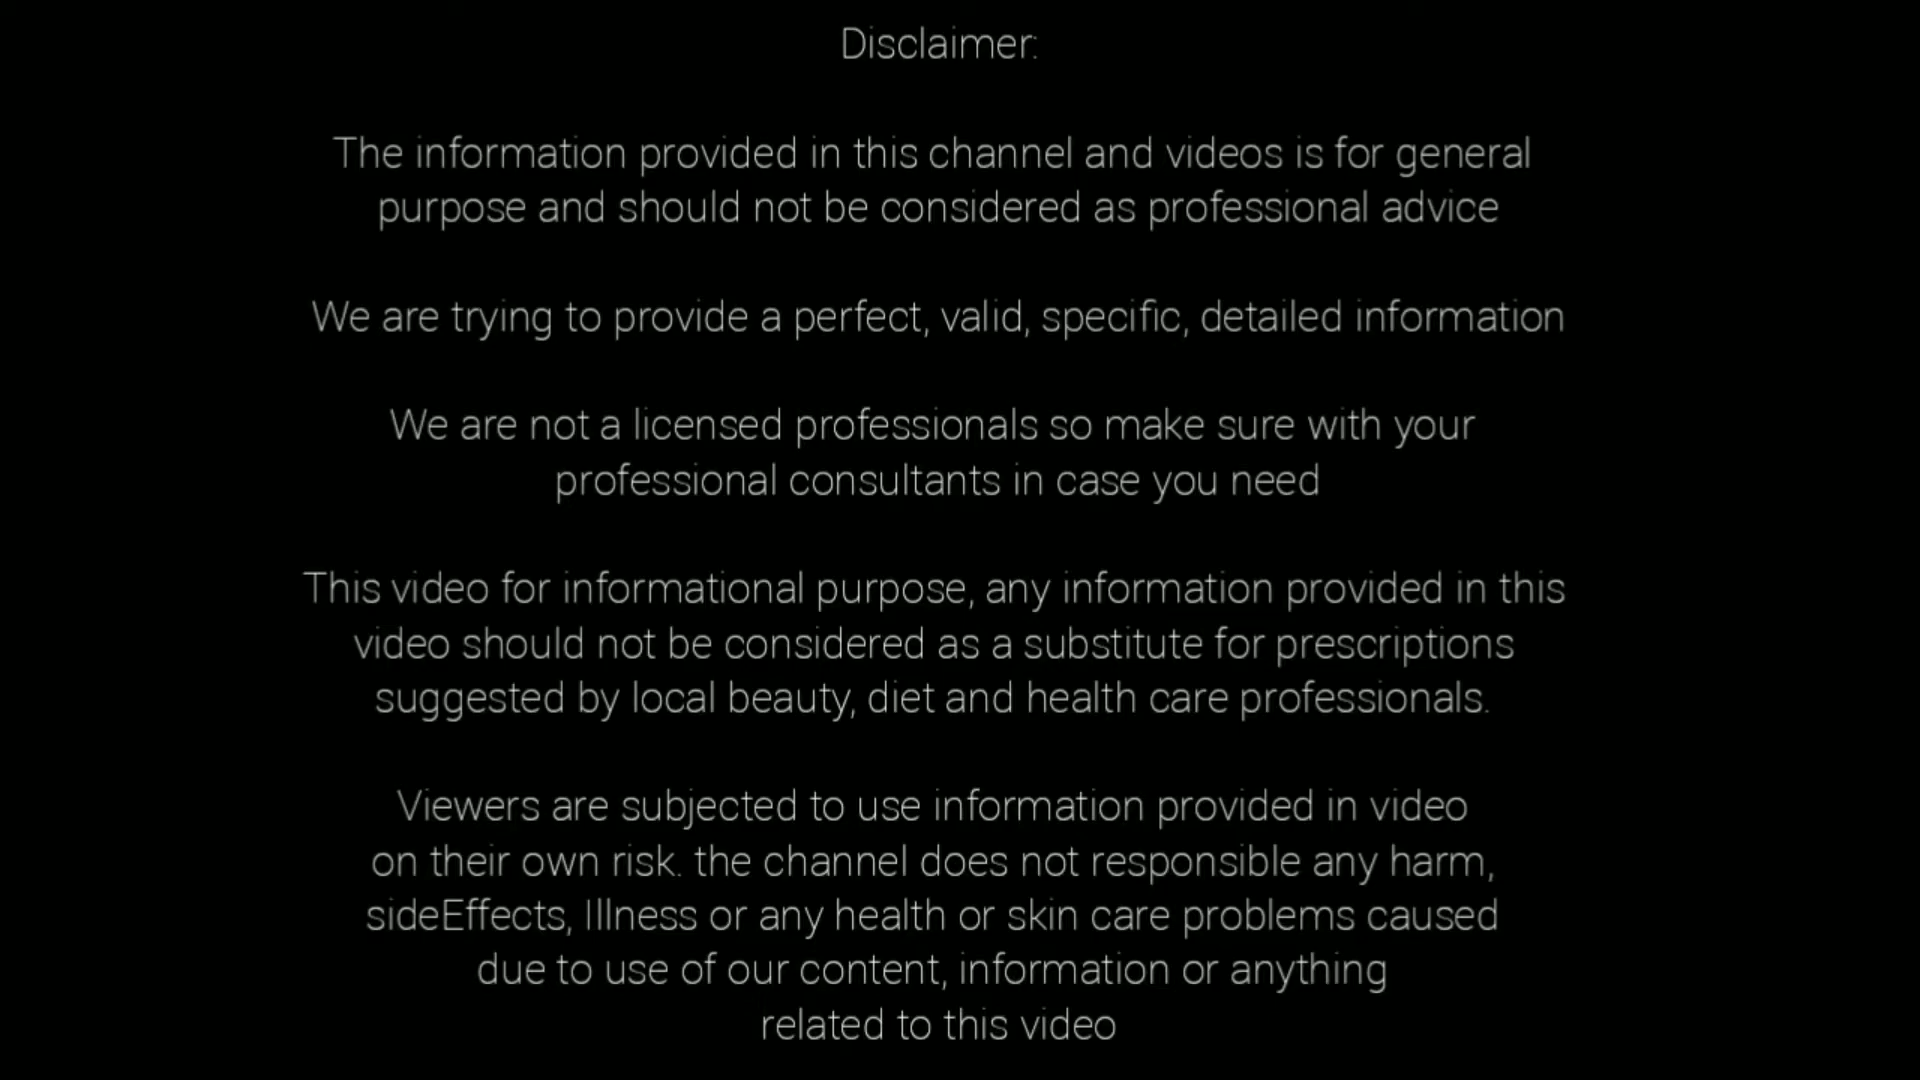 Disclaimer:
The information provided in this channel and videos is for general
purpose and should not be considered as professional advice
We are trying to provide a perfect, valid, specific, detailed information
We are not a licensed professionals so make sure with your
professional consultants in case you need
This video for informational purpose, any information provided in this
video should not be considered as a substitute for prescriptions
suggested by local beauty, diet and health care professionals.
Viewers are subjected to use information provided in video
on their own risk. the channel does not responsible any harm,
sideEffects, Illness or any health or skin care problems caused
due to use of our content, information or anything
related to this video